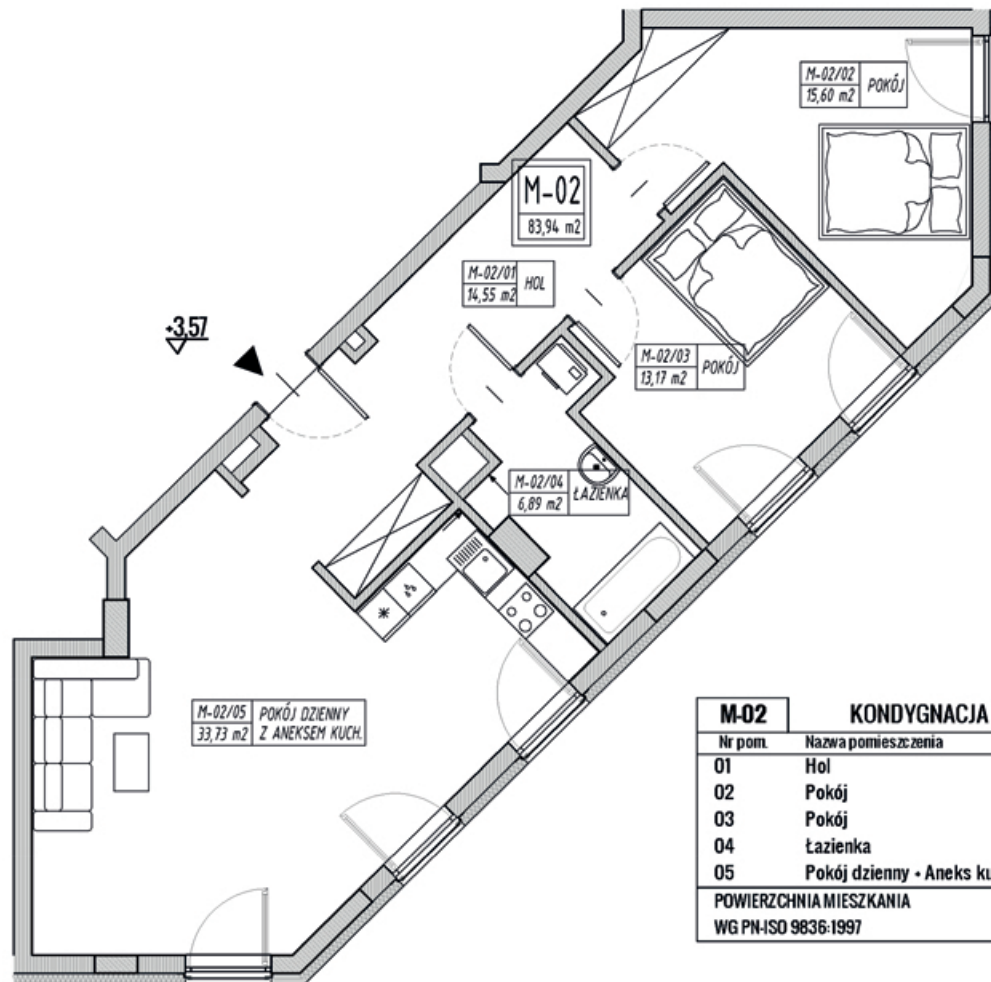 M-02/02
15,60 m2
POKÓJ
M-02
83,94 m2
M-02/01
14,55 m2
HOL
+3,57
M-02/03
13,17 m2
POKÓJ
M-02/04
6,89 m2
ŁAZIENKA
M-02/05
33,73 m2
POKÓJ DZIENNY
Z ANEKSEM KUCH.
M-02 KONDYGNACJA
Nr pom. Nazwa pomieszczenia
01 Hol
02 Pokój
03 Pokój
04 Łazienka
05 Pokój dzienny + Aneks ku
POWIERZCHNIA MIESZKANIA
WG PN-ISO 9836:1997